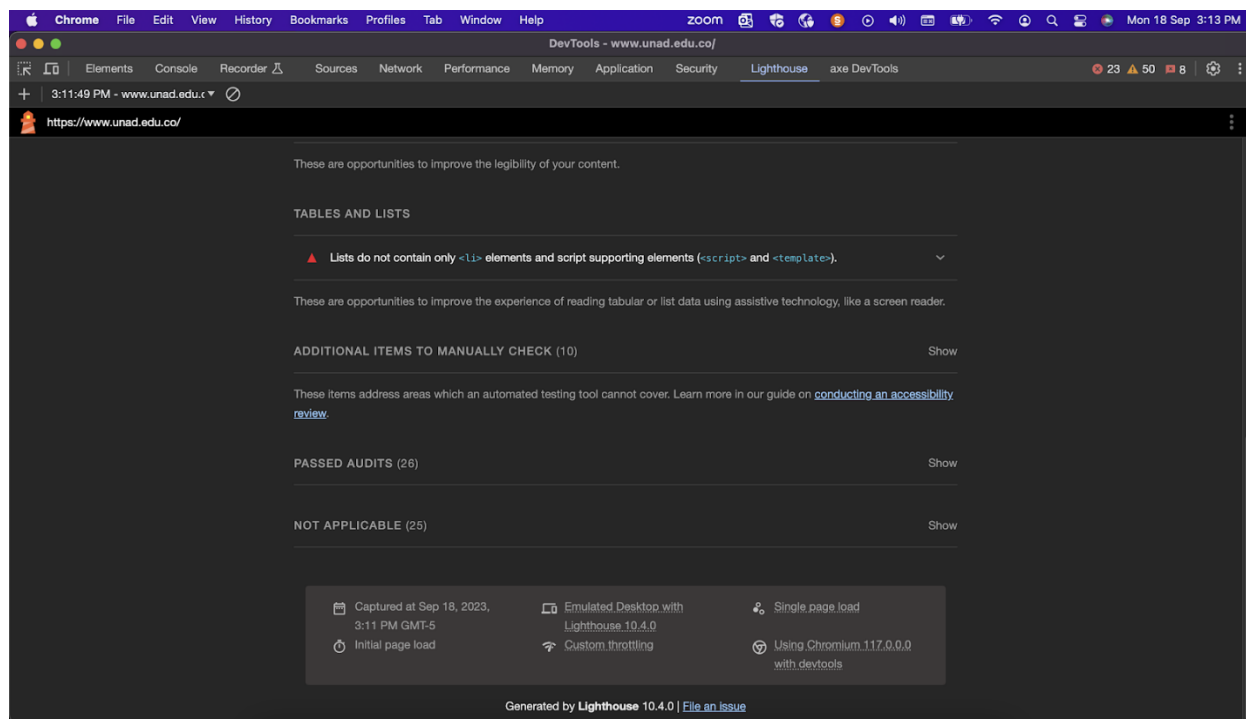 Chrome File Edit View History Bookmarks Profiles Tab Window Help zoom Mon 18 Sep 3:13 PM
DevTools - www.unad.edu.co/
Elements Console Recorder Sources Network Performance Memory Application Security Lighthouse axe DevTools 23 50 8
3:11:49 PM - www.unad.edu.c
https://www.unad.edu.co/
These are opportunities to improve the legibility of your content.
TABLES AND LISTS
Lists do not contain only <li> elements and script supporting elements (<script> and <template>).
These are opportunities to improve the experience of reading tabular or list data using assistive technology, like a screen reader.
ADDITIONAL ITEMS TO MANUALLY CHECK (10) Show
These items address areas which an automated testing tool cannot cover. Learn more in our guide on conducting an accessibility
review.
PASSED AUDITS (26) Show
NOT APPLICABLE (25) Show
Captured at Sep 18, 2023, Emulated Desktop with Single page load
3:11 PM GMT-5 Lighthouse 10.4.0
Initial page load Custom throttling Using Chromium 117.0.0.0
with devtools
Generated by Lighthouse 10.4.0 | File an issue